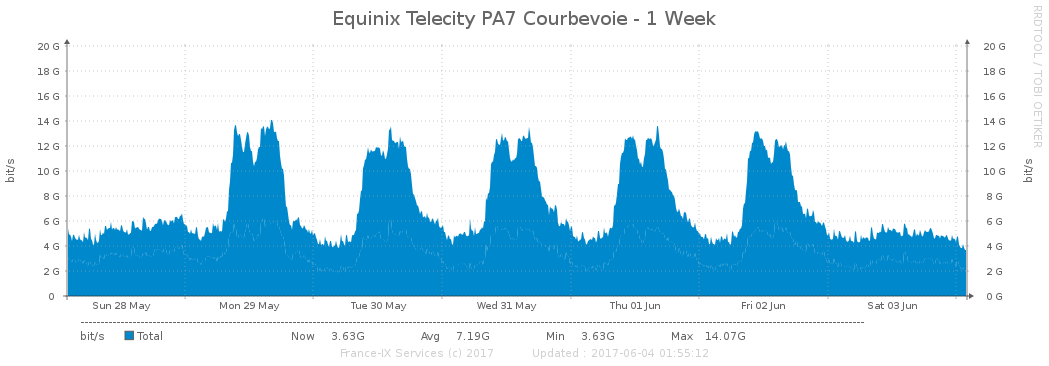 Equinix Telecity PA7 Courbevoie - 1 Week
RRDTOOL / TOBI OETIKER
20 G 20 G
18 G 18 G
16 G 16 G
14 G 14 G
12 G 12 G
10 G 10 G
8 G 8 G
6 G 6 G
4 G 4 G
2 G 2 G
0 0 G
bit/s bit/s
Sun 28 May Mon 29 May Tue 30 May Wed 31 May Thu 01 Jun Fri 02 Jun Sat 03 Jun
bit/s Total Now 3.63G Avg 7.19G Min 3.63G Max 14.07G
France-IX Services (c) 2017 Updated : 2017-06-04 01:55:12